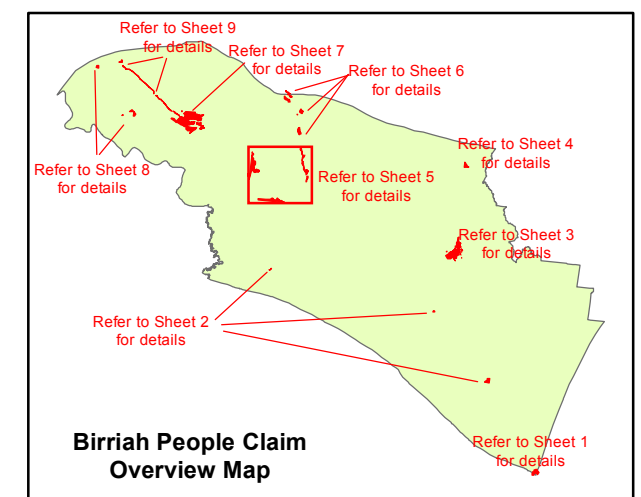 Refer to Sheet 9
for details
Refer to Sheet 7
for details
Refer to Sheet 6
for details
Refer to Sheet 4
for details
Refer to Sheet 8
for details
Refer to Sheet 5
for details
Refer to Sheet 3
for details
Refer to Sheet 2
for details
Birriah People Claim
Overview Map
Refer to Sheet 1
for details